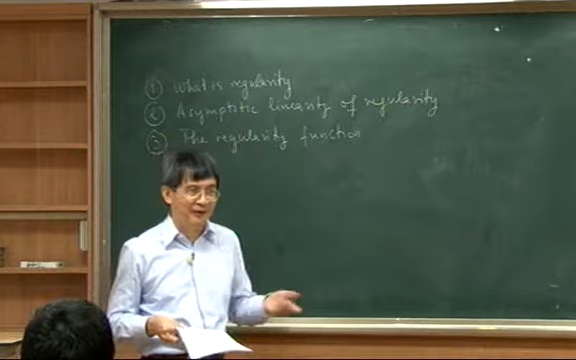 ① What is regularity
② Asymptotic linearity of regularity
③ The regularity function